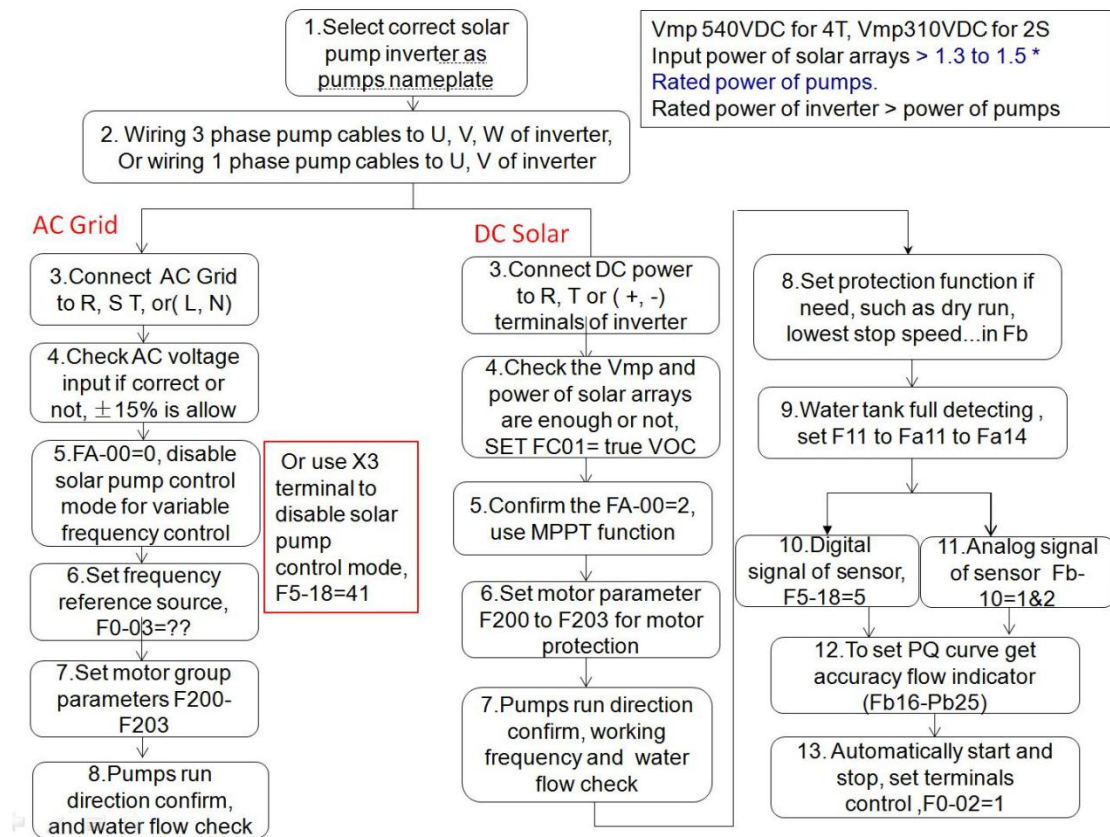 1.Select correct solar
pump inverter as
pumps nameplate
Vmp 540VDC for 4T, Vmp310VDC for 2S
Input power of solar arrays > 1.3 to 1.5 *
Rated power of pumps.
Rated power of inverter > power of pumps
2. Wiring 3 phase pump cables to U, V, W of inverter,
Or wiring 1 phase pump cables to U, V of inverter
AC Grid
3.Connect AC Grid
to R, S T, or( L, N)
4.Check AC voltage
input if correct or
not, ±15% is allow
5.FA-00=0, disable
solar pump control
mode for variable
frequency control
Or use X3
terminal to
disable solar
pump
control mode,
F5-18=41
6.Set frequency
reference source,
F0-03=??
7.Set motor group
parameters F200-
F203
8.Pumps run
direction confirm,
and water flow check
DC Solar
3.Connect DC power
to R, T or ( +, -)
terminals of inverter
4.Check the Vmp and
power of solar arrays
are enough or not,
SET FC01= true VOC
5.Confirm the FA-00=2,
use MPPT function
6.Set motor parameter
F200 to F203 for motor
protection
7.Pumps run direction
confirm, working
frequency and water
flow check
8.Set protection function if
need, such as dry run,
lowest stop speed...in Fb
9.Water tank full detecting ,
set F11 to Fa11 to Fa14
10.Digital
signal of sensor,
F5-18=5
11.Analog signal
of sensor Fb-
10=1&2
12.To set PQ curve get
accuracy flow indicator
(Fb16-Pb25)
13. Automatically start and
stop, set terminals
control ,F0-02=1